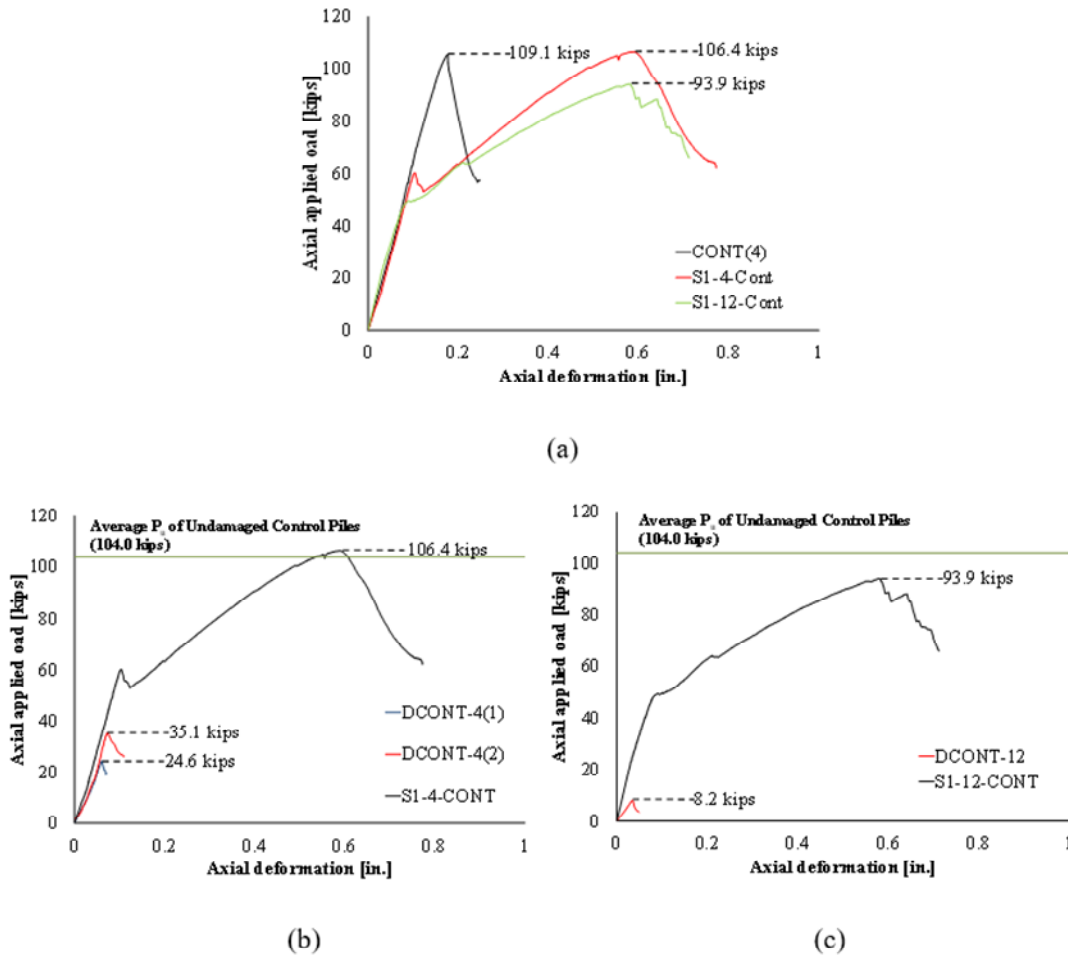 120
100
80
60
40
20
0
Axial applied oad [kips]
109.1 kips
106.4 kips
93.9 kips
CONT(4)
S1-4-Cont
S1-12-Cont
0 0.2 0.4 0.6 0.8 1
Axial deformation [in.]
(a)
120
100
80
60
40
20
0
Axial applied oad [kips]
Average P of Undamaged Control Piles
(104.0 kips)
106.4 kips
35.1 kips
24.6 kips
DCONT-4(1)
DCONT-4(2)
S1-4-CONT
0 0.2 0.4 0.6 0.8 1
Axial deformation [in.]
(b)
120
100
80
60
40
20
0
Axial applied oad [kips]
Average P of Undamaged Control Piles
(104.0 kips)
93.9 kips
8.2 kips
DCONT-12
S1-12-CONT
0 0.2 0.4 0.6 0.8 1
Axial deformation [in.]
(c)